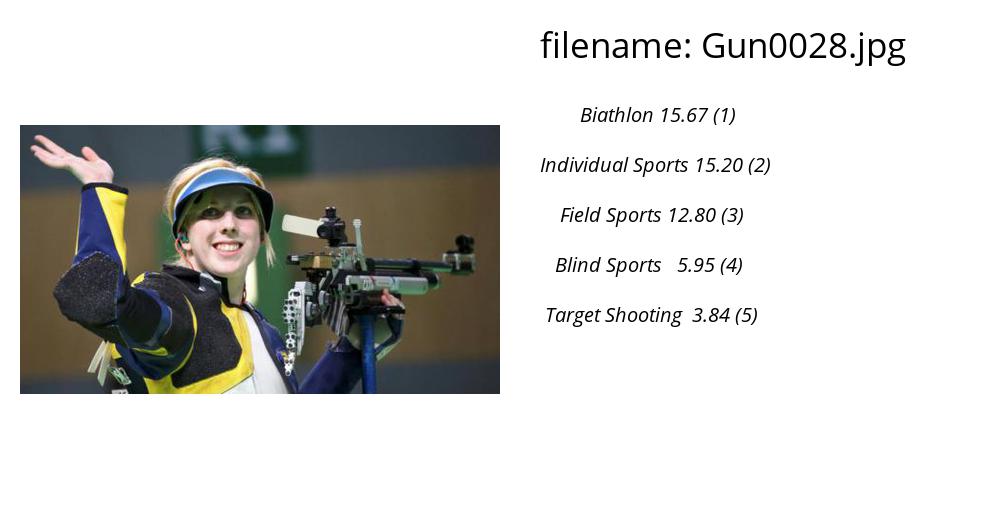 filename: Gun0028.jpg
Biathlon 15.67 (1)
Individual Sports 15.20 (2)
Field Sports 12.80 (3)
Blind Sports 5.95 (4)
Target Shooting 3.84 (5)